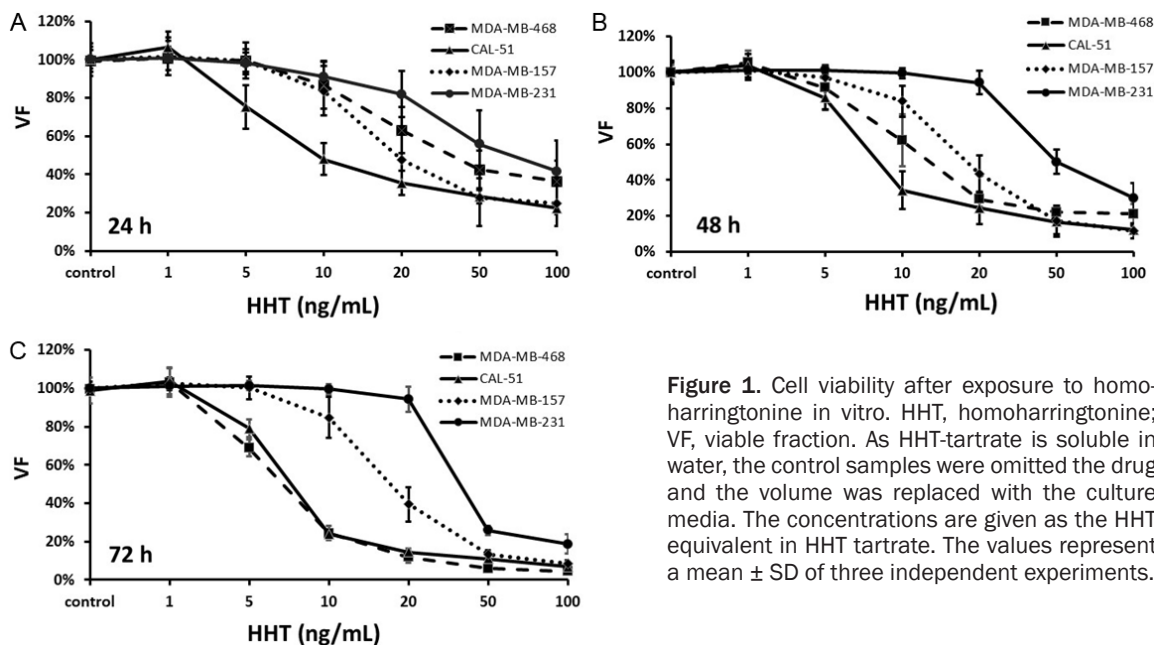 A
120%
100%
80%
60%
40%
20%
0%
VF
MDA-MB-468
CAL-51
MDA-MB-157
MDA-MB-231
24 h
control 1 5 10 20 50 100
HHT (ng/mL)
B
120%
100%
80%
60%
40%
20%
0%
VF
MDA-MB-468
CAL-51
MDA-MB-157
MDA-MB-231
48 h
control 1 5 10 20 50 100
HHT (ng/mL)
C
120%
100%
80%
60%
40%
20%
0%
VF
MDA-MB-468
CAL-51
MDA-MB-157
MDA-MB-231
72 h
control 1 5 10 20 50 100
HHT (ng/mL)
Figure 1. Cell viability after exposure to homo-
harringtonine in vitro. HHT, homoharringtonine;
VF, viable fraction. As HHT-tartrate is soluble in
water, the control samples were omitted the drug
and the volume was replaced with the culture
media. The concentrations are given as the HHT
equivalent in HHT tartrate. The values represent
a mean ± SD of three independent experiments.